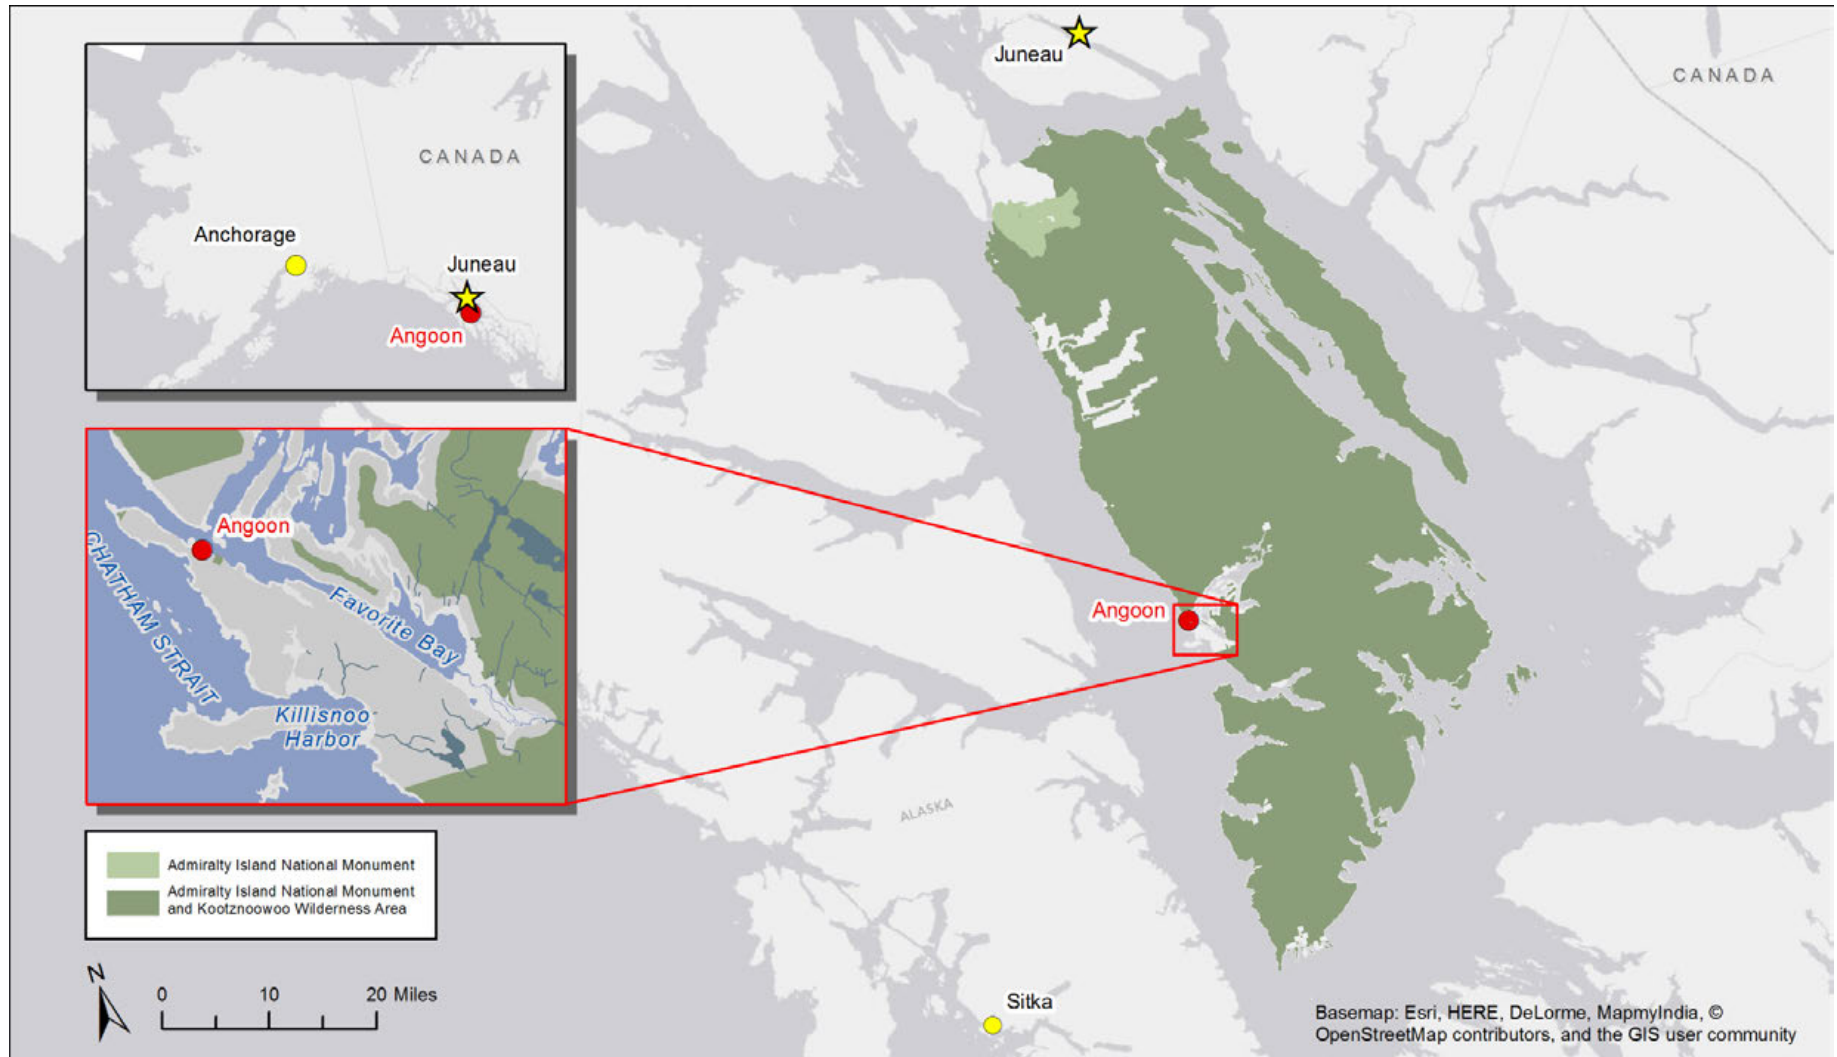 Juneau
CANADA
CANADA
Anchorage
Juneau
Angoon
Angoon
CHATHAM STRAIT
Favorite Bay
Killisnoo
Harbor
Angoon
ALASKA
Admiralty Island National Monument
Admiralty Island National Monument
and Kootznoowoo Wilderness Area
N
0 10 20 Miles
Sitka
Basemap: Esri, HERE, DeLorme, MapmyIndia, ©
OpenStreetMap contributors, and the GIS user community